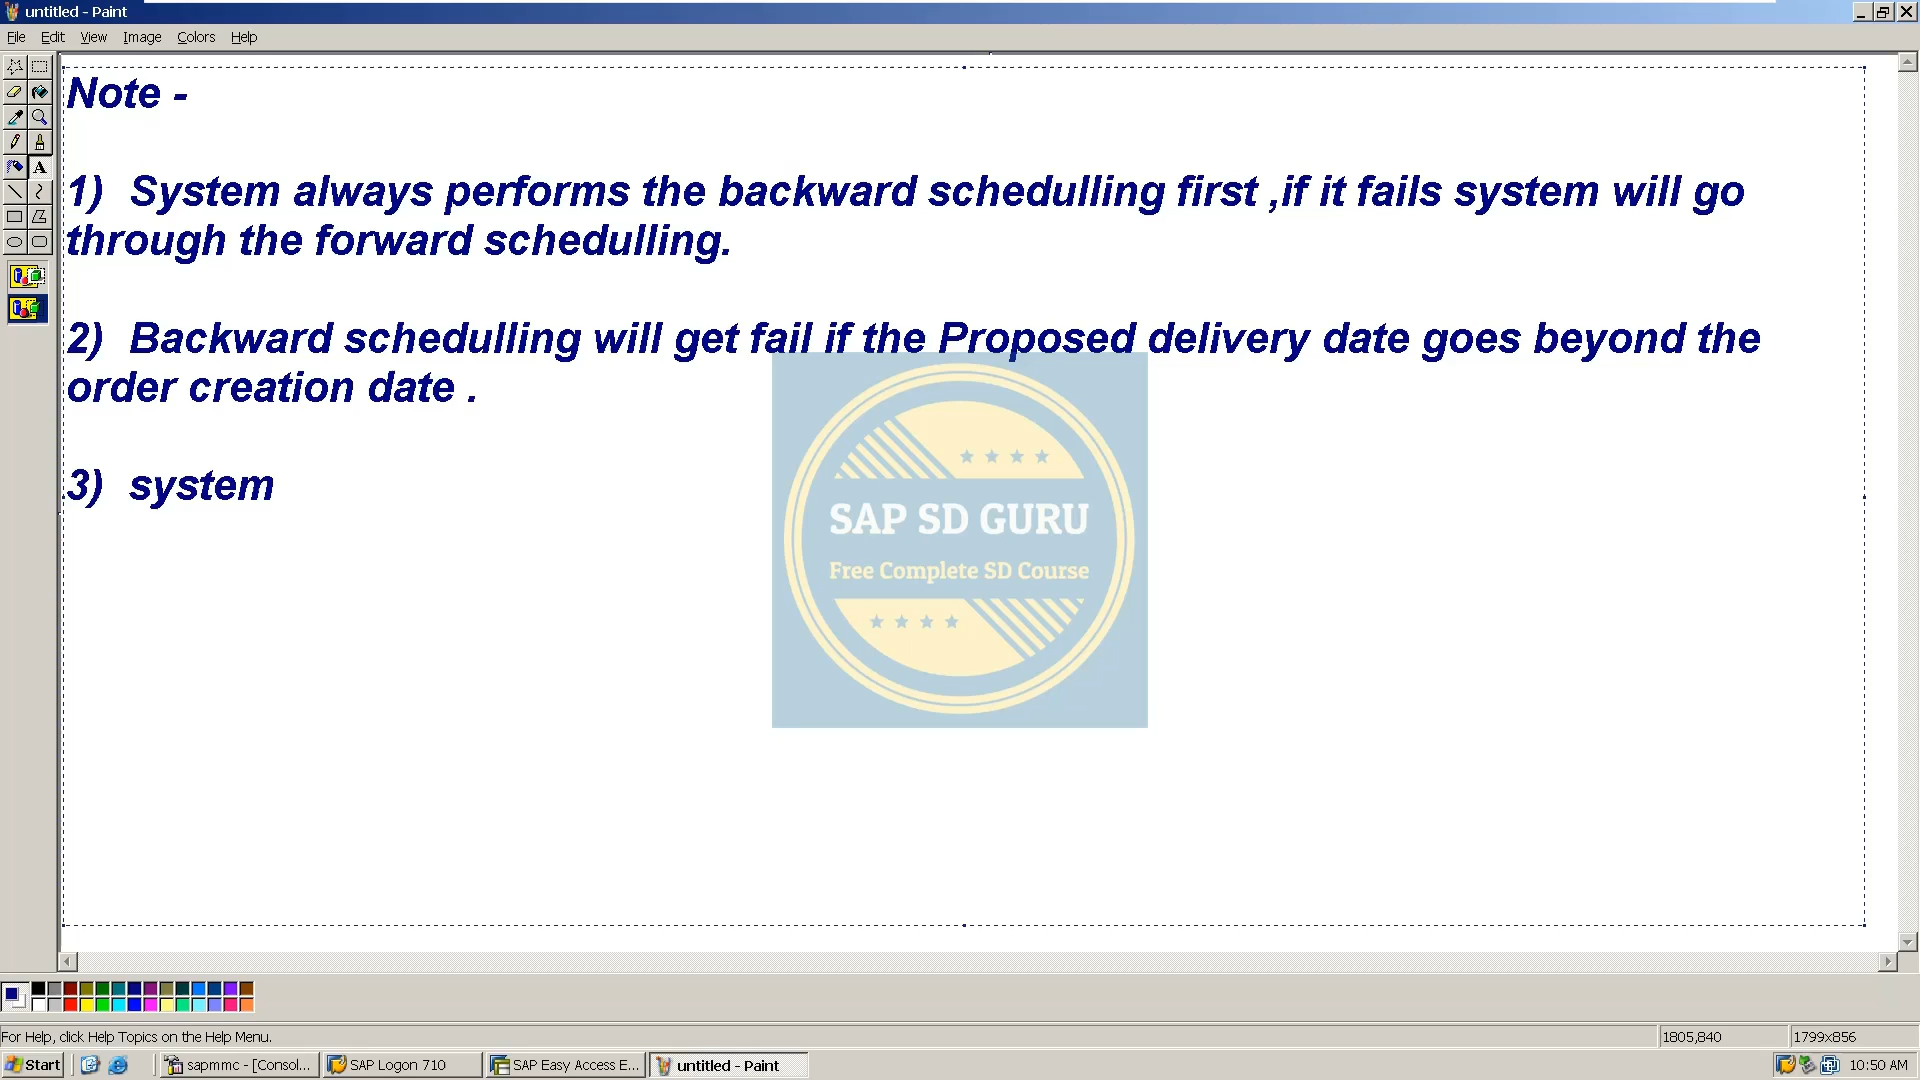 untitled - Paint
File Edit View Image Colors Help
Note -
1) System always performs the backward schedulling first ,if it fails system will go
through the forward schedulling.
2) Backward schedulling will get fail if the Proposed delivery date goes beyond the
order creation date .
3) system
SAP SD GURU
Free Complete SD Course
For Help, click Help Topics on the Help Menu.
1805,840
1799x856
Start
sapmmc - [Consol...
SAP Logon 710
SAP Easy Access E...
untitled - Paint
10:50 AM